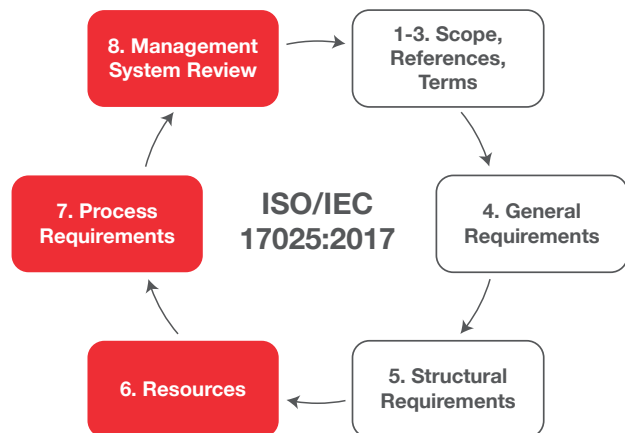 8. Management
System Review
1-3. Scope,
References,
Terms
7. Process
Requirements
ISO/IEC
17025:2017
4. General
Requirements
6. Resources
5. Structural
Requirements